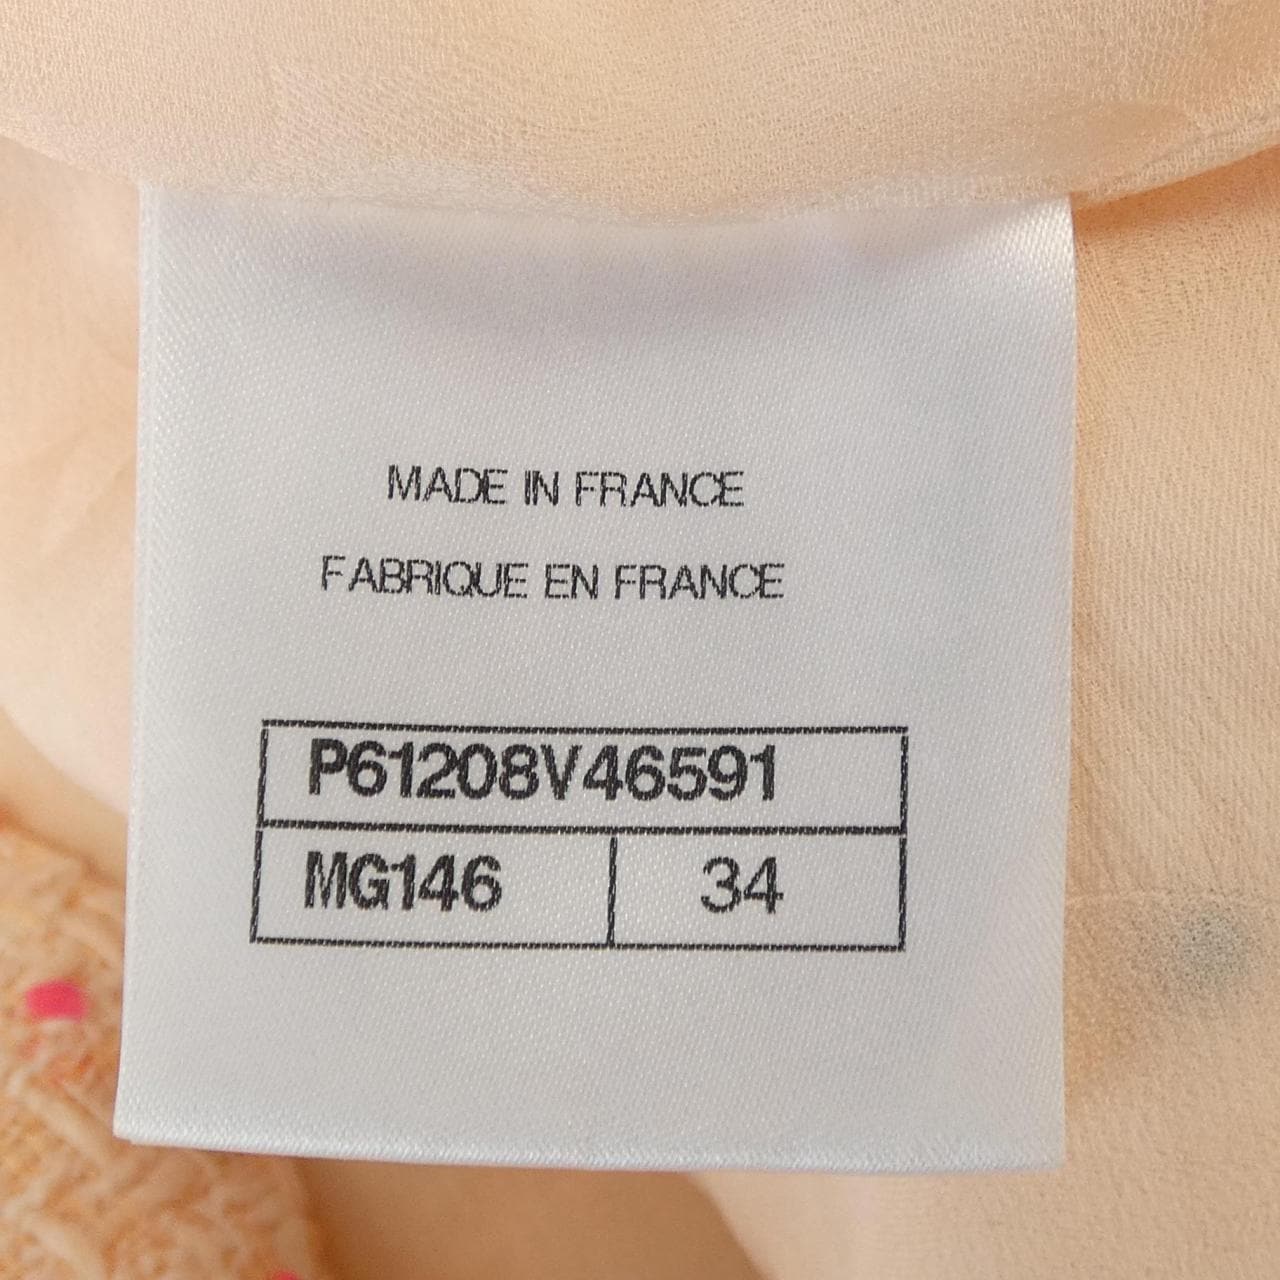 MADE IN FRANCE
FABRIQUE EN FRANCE
P61208V46591
MG146 34